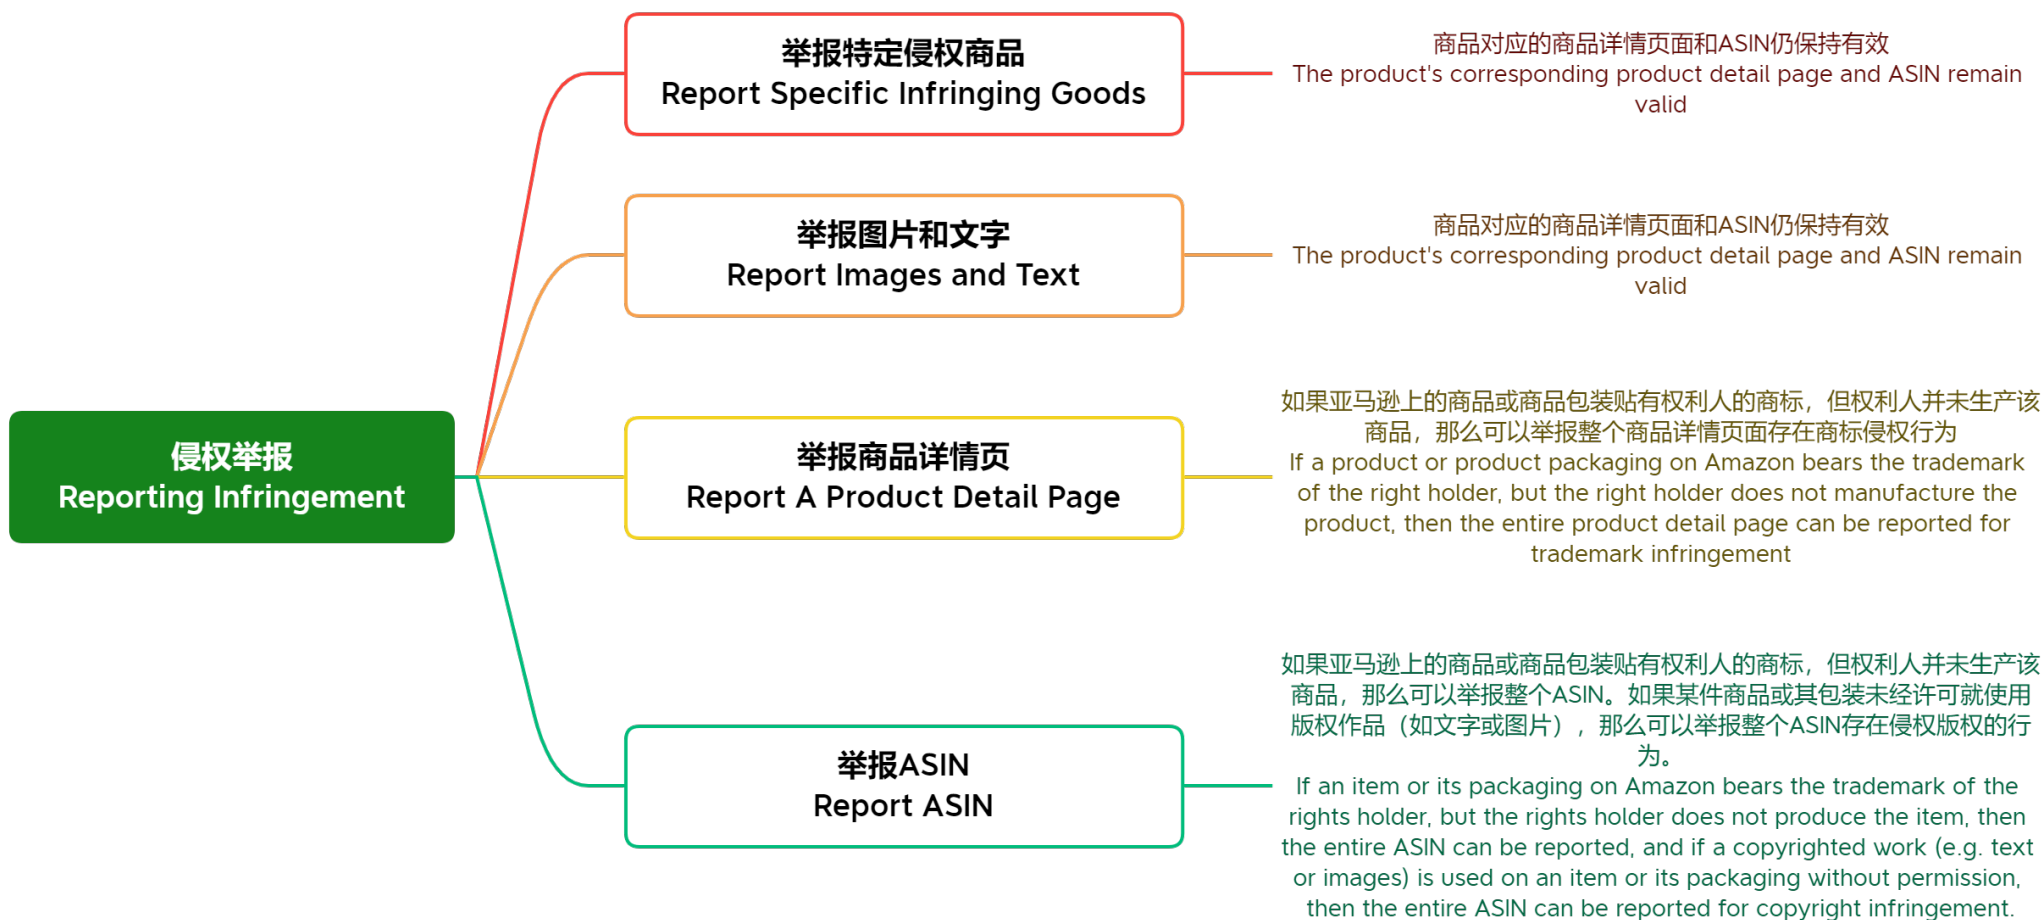 侵权举报
Reporting Infringement
举报特定侵权商品
Report Specific Infringing Goods
商品对应的商品详情页面和ASIN仍保持有效
The product's corresponding product detail page and ASIN remain
valid
举报图片和文字
Report Images and Text
商品对应的商品详情页面和ASIN仍保持有效
The product's corresponding product detail page and ASIN remain
valid
举报商品详情页
Report A Product Detail Page
如果亚马逊上的商品或商品包装贴有权利人的商标，但权利人并未生产该
商品，那么可以举报整个商品详情页面存在商标侵权行为
If a product or product packaging on Amazon bears the trademark
of the right holder, but the right holder does not manufacture the
product, then the entire product detail page can be reported for
trademark infringement
举报ASIN
Report ASIN
如果亚马逊上的商品或商品包装贴有权利人的商标，但权利人并未生产该
商品，那么可以举报整个ASIN。如果某件商品或其包装未经许可就使用
版权作品（如文字或图片），那么可以举报整个ASIN存在侵权版权的行
为。
If an item or its packaging on Amazon bears the trademark of the
rights holder, but the rights holder does not produce the item, then
the entire ASIN can be reported, and if a copyrighted work (e.g. text
or images) is used on an item or its packaging without permission,
then the entire ASIN can be reported for copyright infringement.